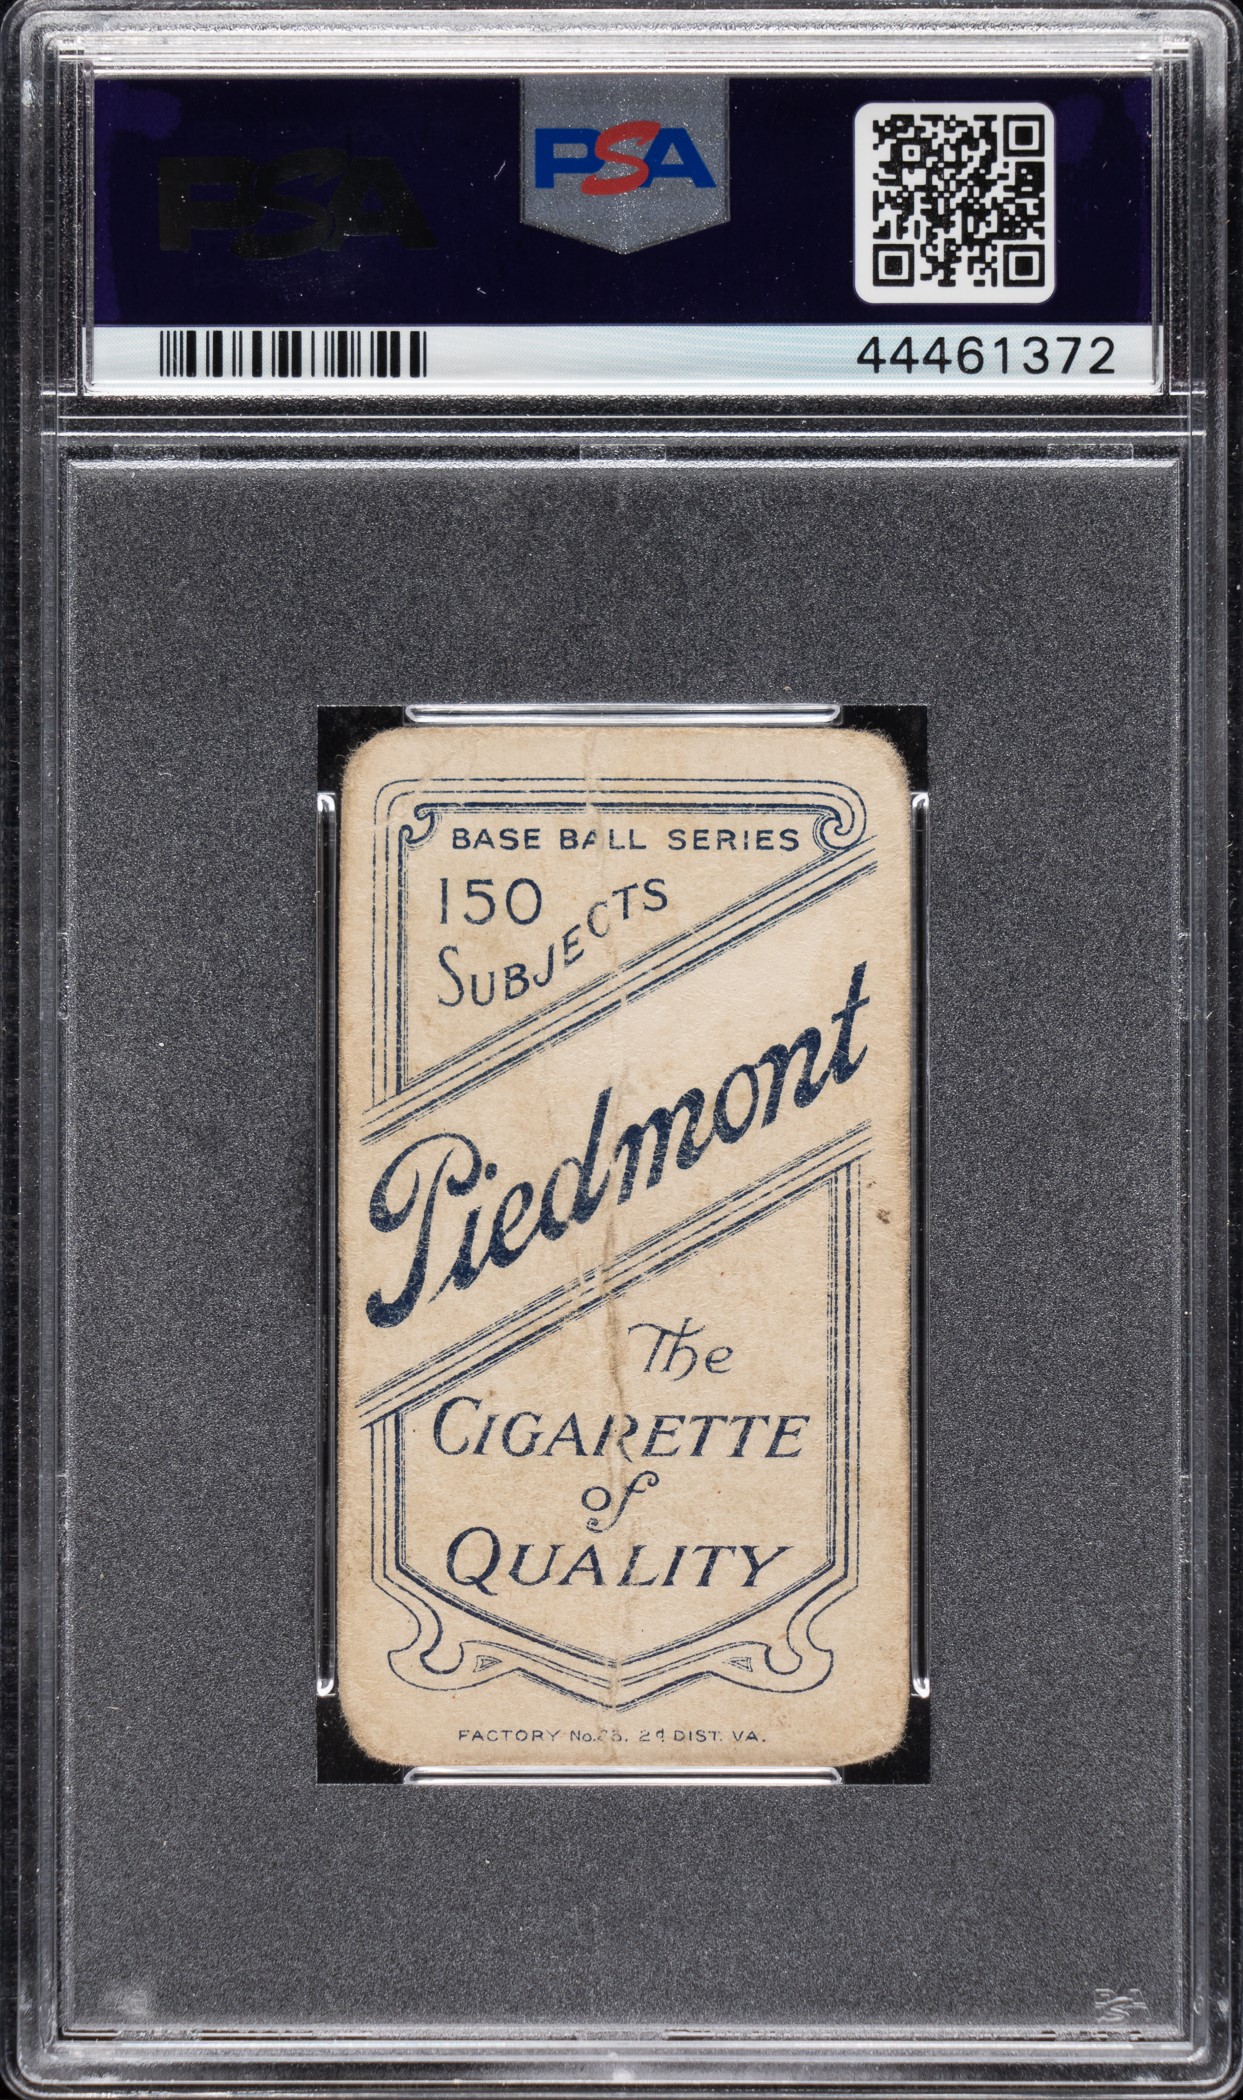 PSA
PSA
44461372
BASE BALL SERIES
150
SUBJECTS
Piedmont
The
CIGARETTE
of
QUALITY
FACTORY No. 25. 2d DIST. VA.
PSA